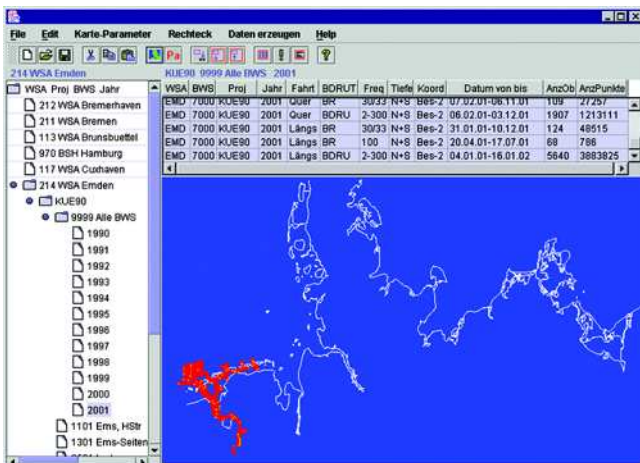 File Edit Karte-Parameter Rechteck Daten erzeugen Help
Pa
214 WSA Emden KUE90 9999 Alle BWS 2001
WSA Proj BWS Jahr
212 WSA Bremerhaven
211 WSA Bremen
113 WSA Brunsbuettel
970 BSH Hamburg
117 WSA Cuxhaven
214 WSA Emden
KUE90
9999 Alle BWS
1990
1991
1992
1993
1994
1995
1996
1997
1998
1999
2000
2001
1101 Ems, HStr
1301 Ems-Seiten
WSA BWS Proj Jahr Fahrt BDRUT Freq Tiefe Koord Datum von bis AnzOb AnzPunkte
EMD 7000 KUE90 2001 Quer BR 30/33 N+S Bes-2 07.02.01-06.11.01 109 27257
EMD 7000 KUE90 2001 Quer BDRU 2-300 N+S Bes-2 06.02.01-03.12.01 1907 1213111
EMD 7000 KUE90 2001 Längs BR 30/33 N+S Bes-2 31.01.01-10.12.01 124 48515
EMD 7000 KUE90 2001 Längs BR 100 N+S Bes-2 20.04.01-17.07.01 68 786
EMD 7000 KUE90 2001 Längs BDRU 2-300 N+S Bes-2 04.01.01-16.01.02 5640 3883825